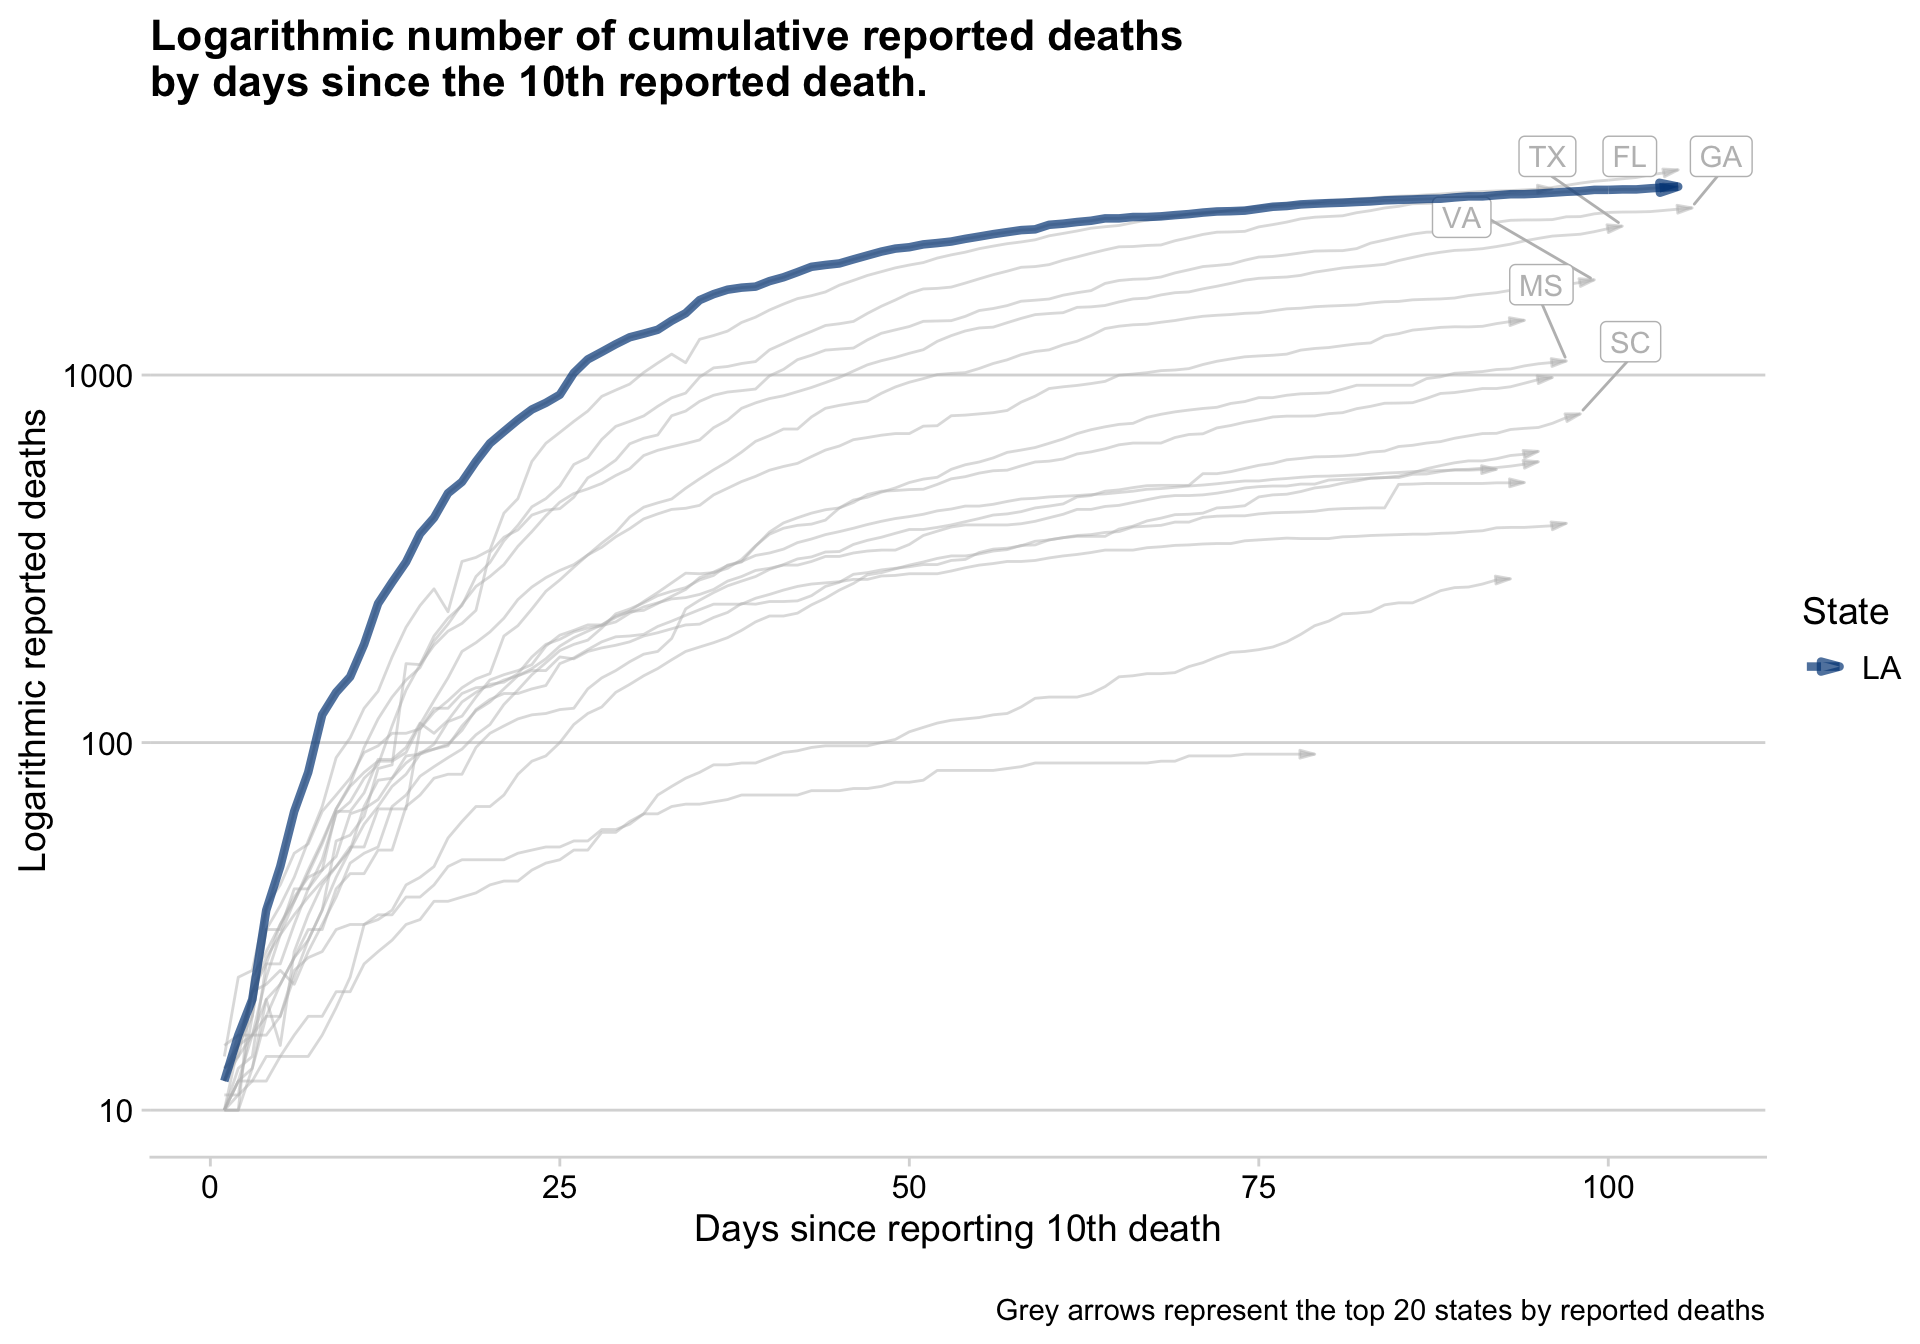 Logarithmic number of cumulative reported deaths
by days since the 10th reported death.
TX
FL
GA
VA
MS
SC
1000
100
10
Logarithmic reported deaths
0
25
50
75
100
Days since reporting 10th death
State
LA
Grey arrows represent the top 20 states by reported deaths